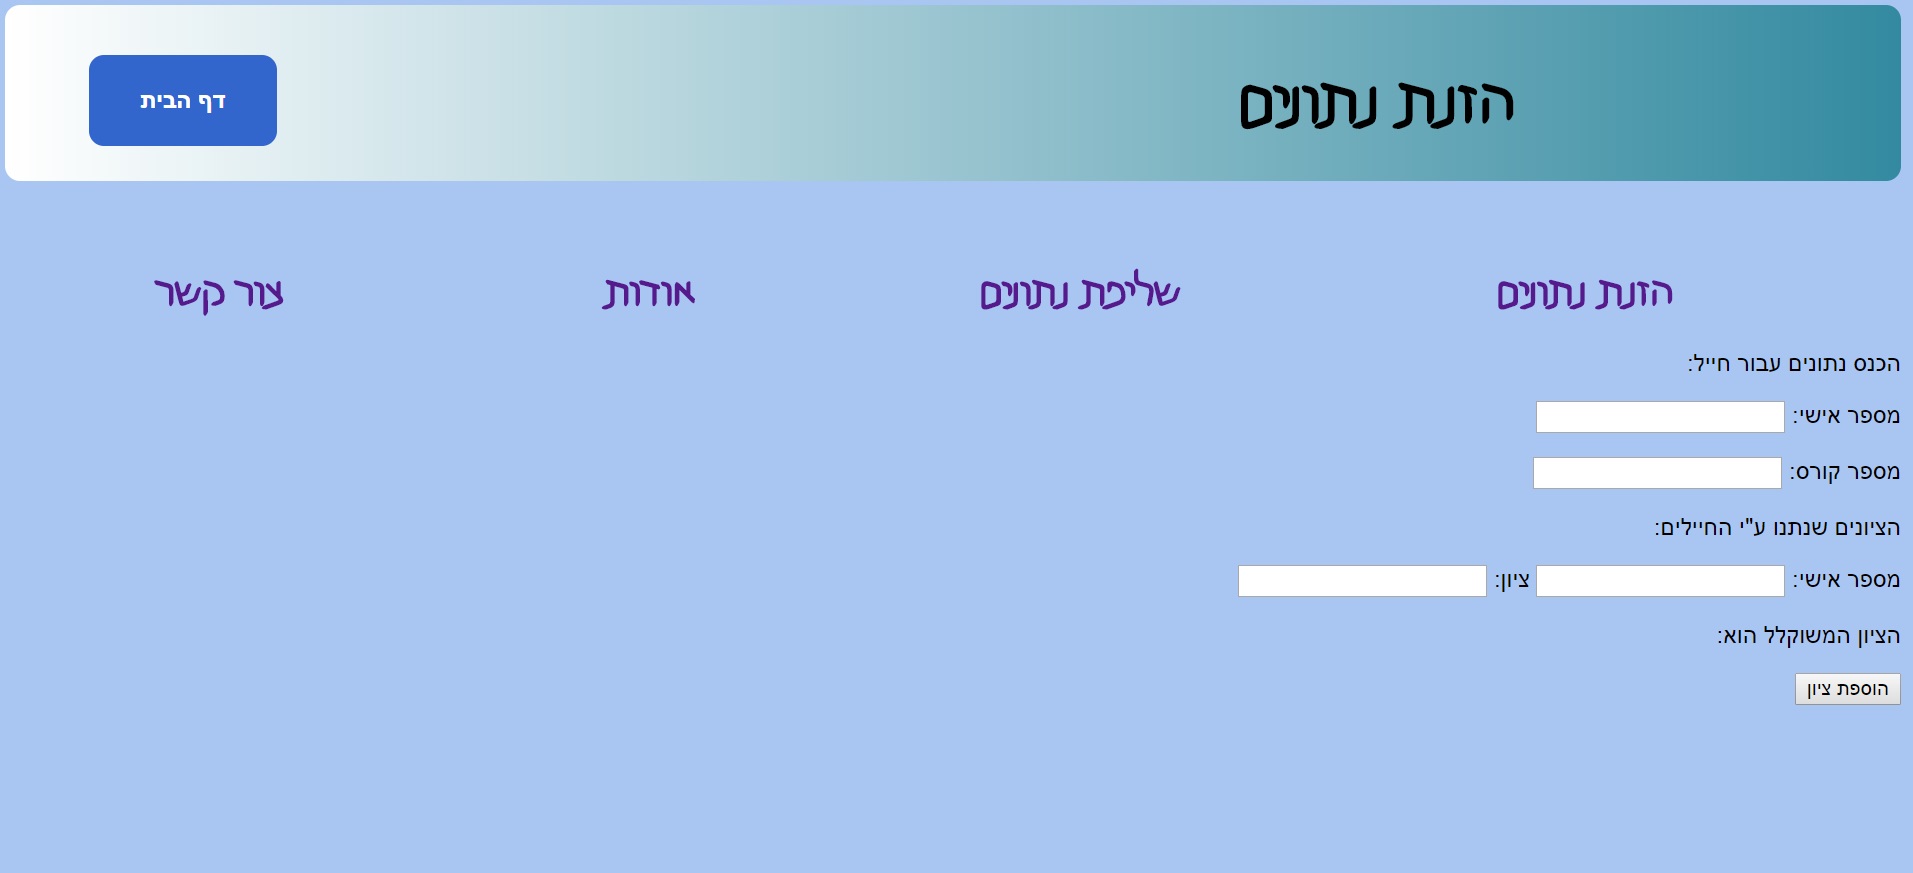 הזנת נתונים
דף הבית
הזנת נתונים
שליפת נתונים
אודות
צור קשר
הכנס נתונים עבור חייל:
מספר אישי:
מספר קורס:
הציונים שנתנו ע"י החיילים:
מספר אישי: ציון:
הציון המשוקלל הוא:
הוספת ציון